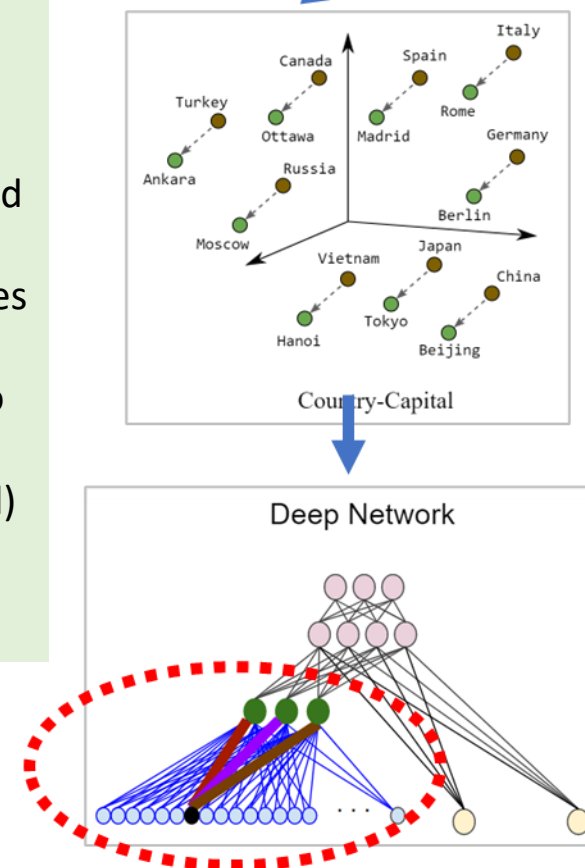 d
es
o
l)
Italy
Spain
Canada
Turkey
Rome
Ottawa
Madrid
Germany
Ankara
Russia
Berlin
Moscow
Japan
Vietnam
China
Tokyo
Hanoi
Beijing
Country-Capital
Deep Network
. . .